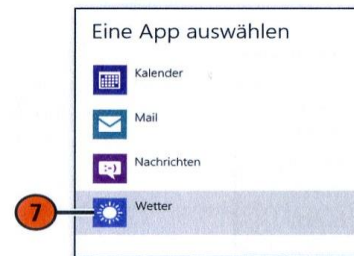 Eine App auswählen
Kalender
Mail
:-)
Nachrichten
7
Wetter